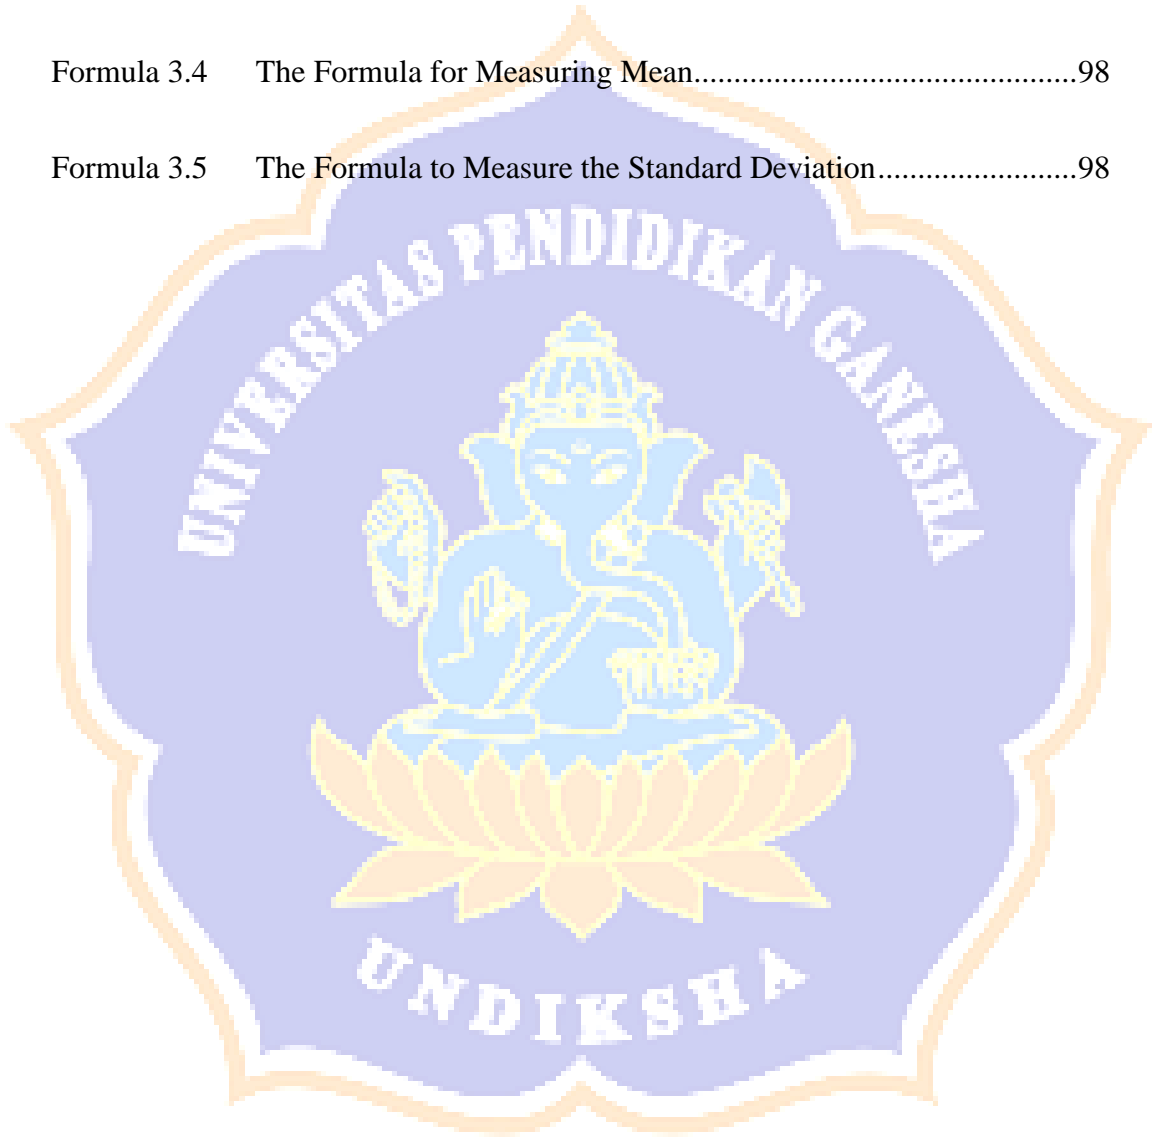 Formula 3.4 The Formula for Measuring Mean................................................98
Formula 3.5 The Formula to Measure the Standard Deviation.........................98
UNIVERSITAS PENDIDIKAN GANESHA
UNDIKSHA